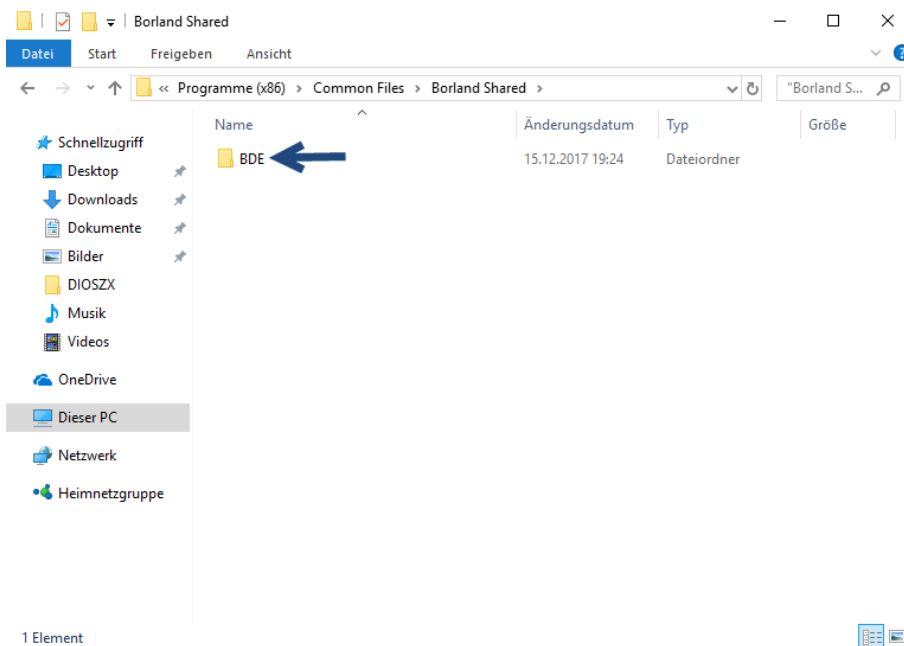 Borland Shared
Datei Start Freigeben Ansicht
« Programme (x86) › Common Files › Borland Shared › "Borland S...
Name Änderungsdatum Typ Größe
BDE 15.12.2017 19:24 Dateiordner
Schnellzugriff
Desktop
Downloads
Dokumente
Bilder
DIOSZX
Musik
Videos
OneDrive
Dieser PC
Netzwerk
Heimnetzgruppe
1 Element